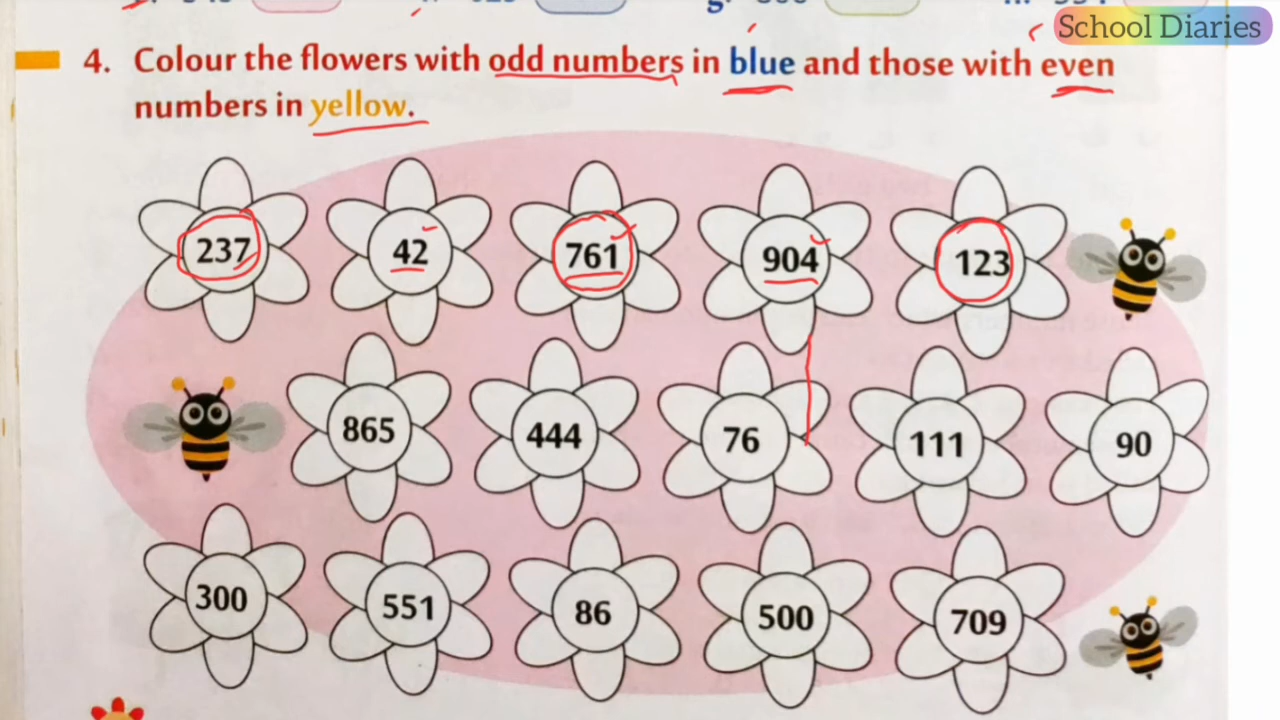 School Diaries
4. Colour the flowers with odd numbers in blue and those with even
numbers in yellow.
237 42 761 904 123
865 444 76 111 90
300 551 86 500 709